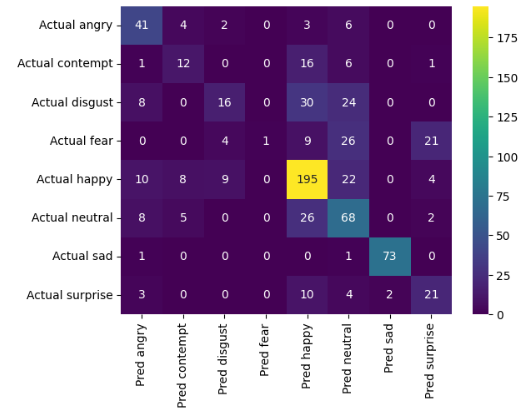 Actual angry 41 4 2 0 3 6 0 0
Actual contempt 1 12 0 0 16 6 0 1
Actual disgust 8 0 16 0 30 24 0 0
Actual fear 0 0 4 1 9 26 0 21
Actual happy 10 8 9 0 195 22 0 4
Actual neutral 8 5 0 0 26 68 0 2
Actual sad 1 0 0 0 0 1 73 0
Actual surprise 3 0 0 0 10 4 2 21
Pred angry
Pred contempt
Pred disgust
Pred fear
Pred happy
Pred neutral
Pred sad
Pred surprise
175
150
125
100
75
50
25
0